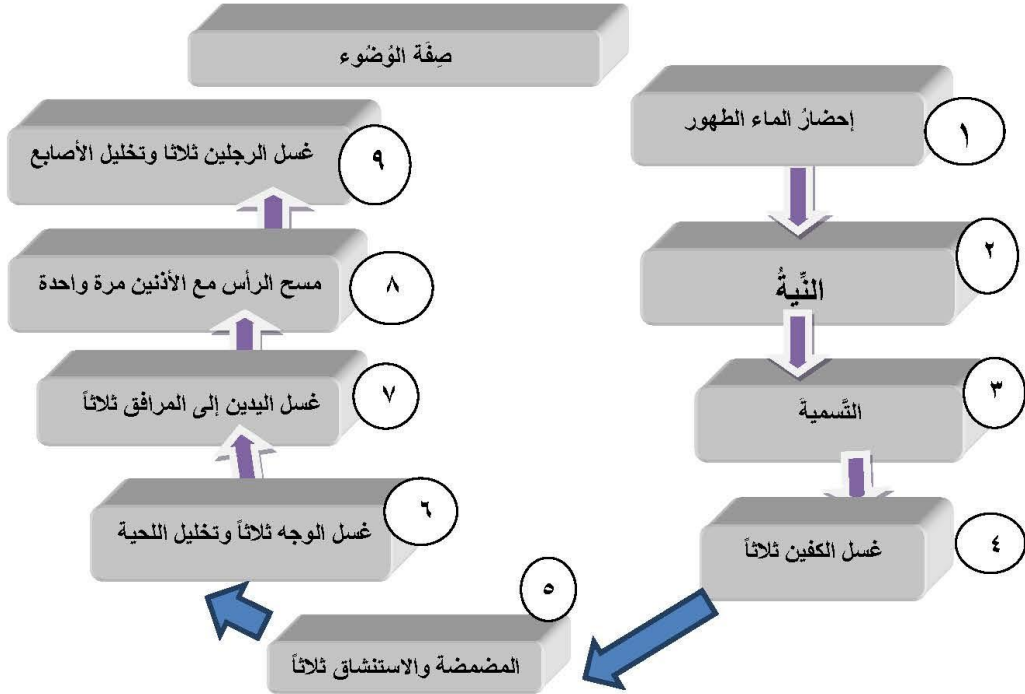 صِفَة الوُضُوء
١
إحضارُ الماء الطهور
٢
النِّيةُ
٣
التَّسميةَ
٤
غسل الكفين ثلاثاً
٥
المضمضة والاستنشاق ثلاثاً
٦
غسل الوجه ثلاثاً وتخليل اللحية
٧
غسل اليدين إلى المرافق ثلاثاً
٨
مسح الرأس مع الأذنين مرة واحدة
٩
غسل الرجلين ثلاثا وتخليل الأصابع